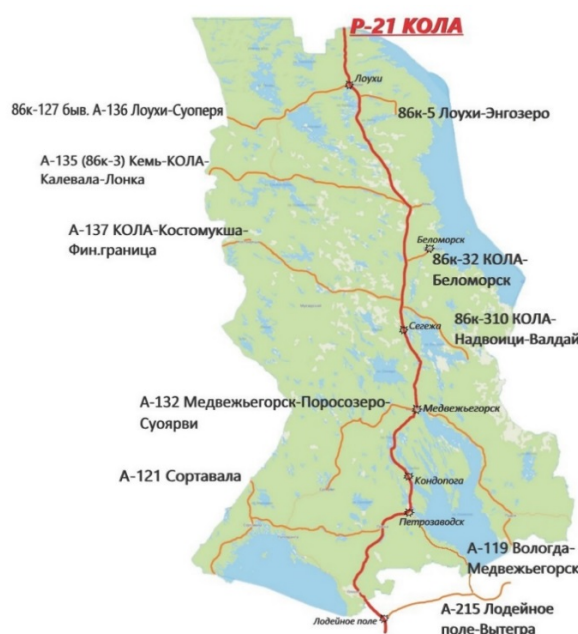 Р-21 КОЛА
Лоухи
86к-127 быв. А-136 Лоухи-Суоперя
86к-5 Лоухи-Энгозеро
А-135 (86к-3) Кемь-КОЛА-
Калевала-Лонка
А-137 КОЛА-Костомукша-
Фин.граница
Беломорск
86к-32 КОЛА-
Беломорск
86к-310 КОЛА-
Надвоици-Валдай
Сегежа
А-132 Медвежьегорск-Поросозеро-
Суоярви
Медвежьегорск
А-121 Сортавала
Кондопога
Петрозаводск
А-119 Вологда-
Медвежьегорск
А-215 Лодейное
поле-Вытегра
Лодейное поле